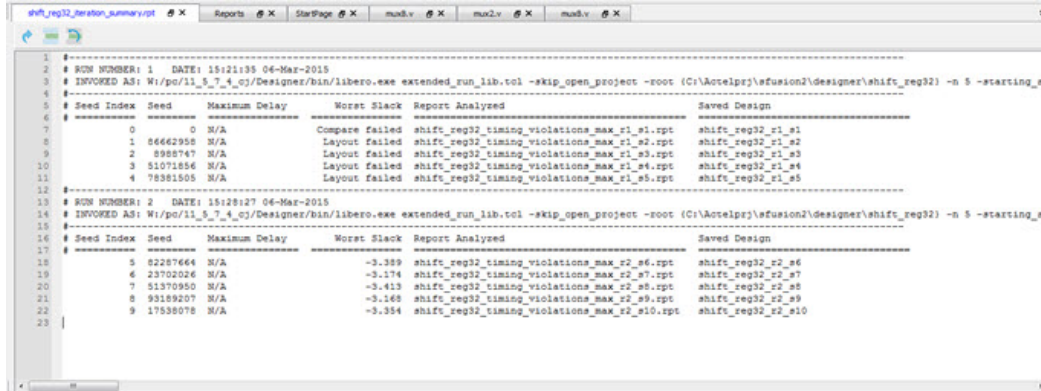 shift_reg32_iteration_summary.rpt Reports StartPage mux8.v mux2.v mux8.v
1 #--------------------------------------------------
2 # RUN NUMBER: 1 DATE: 15:21:35 06-Mar-2015
3 # INVOKED AS: W:/pc/11_5_7_4_cj/Designer/bin/libero.exe extended_run_lib.tcl -skip_open_project -root {C:\Actelprj\sfusion2\designer\shift_reg32} -n 5 -starting_s
4 #--------------------------------------------------
5 # Seed Index Seed Maximum Delay Worst Slack Report Analyzed Saved Design
6 # ========== ======== ============= =========== =============== ============
7 0 0 N/A Compare failed shift_reg32_timing_violations_max_r1_s1.rpt shift_reg32_r1_s1
8 1 86662958 N/A Layout failed shift_reg32_timing_violations_max_r1_s2.rpt shift_reg32_r1_s2
9 2 8988747 N/A Layout failed shift_reg32_timing_violations_max_r1_s3.rpt shift_reg32_r1_s3
10 3 51071856 N/A Layout failed shift_reg32_timing_violations_max_r1_s4.rpt shift_reg32_r1_s4
11 4 78381505 N/A Layout failed shift_reg32_timing_violations_max_r1_s5.rpt shift_reg32_r1_s5
12 #--------------------------------------------------
13 # RUN NUMBER: 2 DATE: 15:28:27 06-Mar-2015
14 # INVOKED AS: W:/pc/11_5_7_4_cj/Designer/bin/libero.exe extended_run_lib.tcl -skip_open_project -root {C:\Actelprj\sfusion2\designer\shift_reg32} -n 5 -starting_s
15 #--------------------------------------------------
16 # Seed Index Seed Maximum Delay Worst Slack Report Analyzed Saved Design
17 # ========== ======== ============= =========== =============== ============
18 5 82287664 N/A -3.389 shift_reg32_timing_violations_max_r2_s6.rpt shift_reg32_r2_s6
19 6 23702026 N/A -3.174 shift_reg32_timing_violations_max_r2_s7.rpt shift_reg32_r2_s7
20 7 51370950 N/A -3.413 shift_reg32_timing_violations_max_r2_s8.rpt shift_reg32_r2_s8
21 8 93189207 N/A -3.168 shift_reg32_timing_violations_max_r2_s9.rpt shift_reg32_r2_s9
22 9 17538078 N/A -3.354 shift_reg32_timing_violations_max_r2_s10.rpt shift_reg32_r2_s10
23